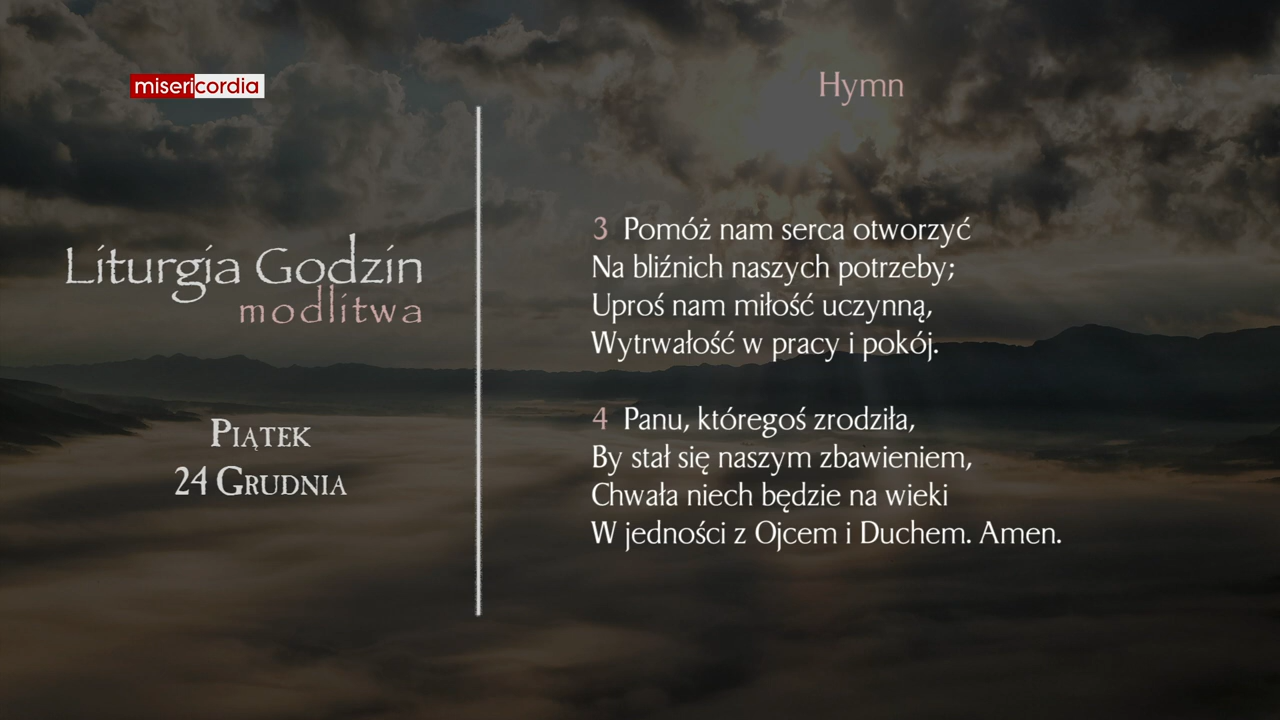 misericordia
Liturgia Godzin
modlitwa
Piątek
24 Grudnia
Hymn
3 Pomóż nam serca otworzyć
Na bliźnich naszych potrzeby;
Uproś nam miłość uczynną,
Wytrwałość w pracy i pokój.
4 Panu, któregoś zrodziła,
By stał się naszym zbawieniem,
Chwała niech będzie na wieki
W jedności z Ojcem i Duchem. Amen.